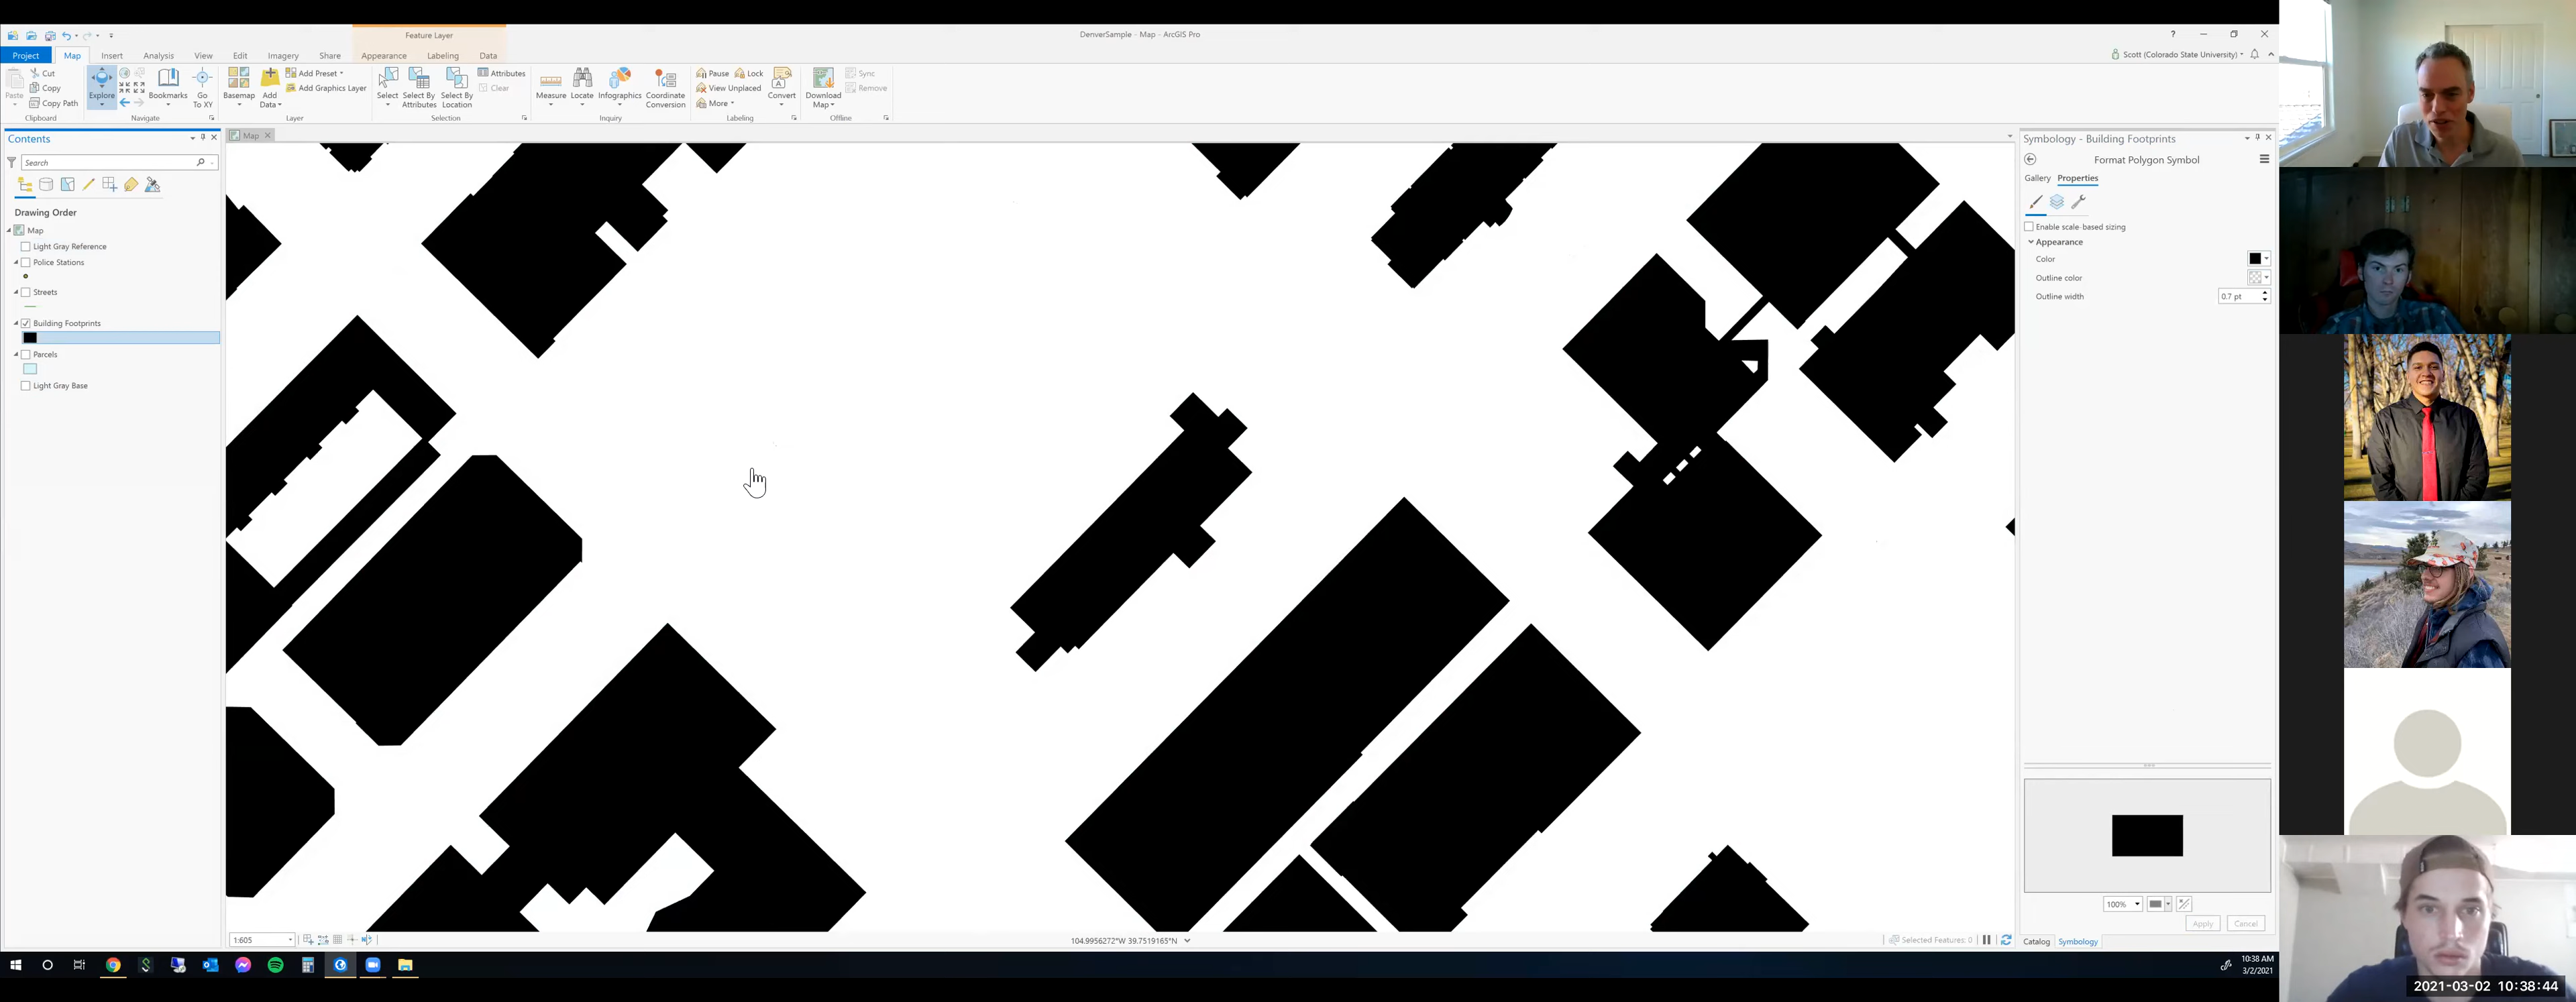 Feature Layer
DenverSample - Map - ArcGIS Pro
?
Project Map Insert Analysis View Edit Imagery Share Appearance Labeling Data
Scott (Colorado State University)
Paste
Cut
Copy
Copy Path
Clipboard
Explore
Bookmarks
Go To XY
Navigate
Basemap
Add Data
Add Preset
Add Graphics Layer
Layer
Select
Select By Attributes
Select By Location
Attributes
Clear
Selection
Measure
Locate
Infographics
Coordinate Conversion
Inquiry
Pause
Lock
View Unplaced
More
Convert
Labeling
Download Map
Sync
Remove
Offline
Contents
Search
Drawing Order
Map
Light Gray Reference
Police Stations
Streets
Building Footprints
Parcels
Light Gray Base
Map
Symbology - Building Footprints
Format Polygon Symbol
Gallery Properties
Enable scale-based sizing
Appearance
Color
Outline color
Outline width 0.7 pt
100%
Apply Cancel
Catalog Symbology
1:605
104.9956272°W 39.7519165°N
Selected Features: 0
10:38 AM
3/2/2021
2021-03-02 10:38:44